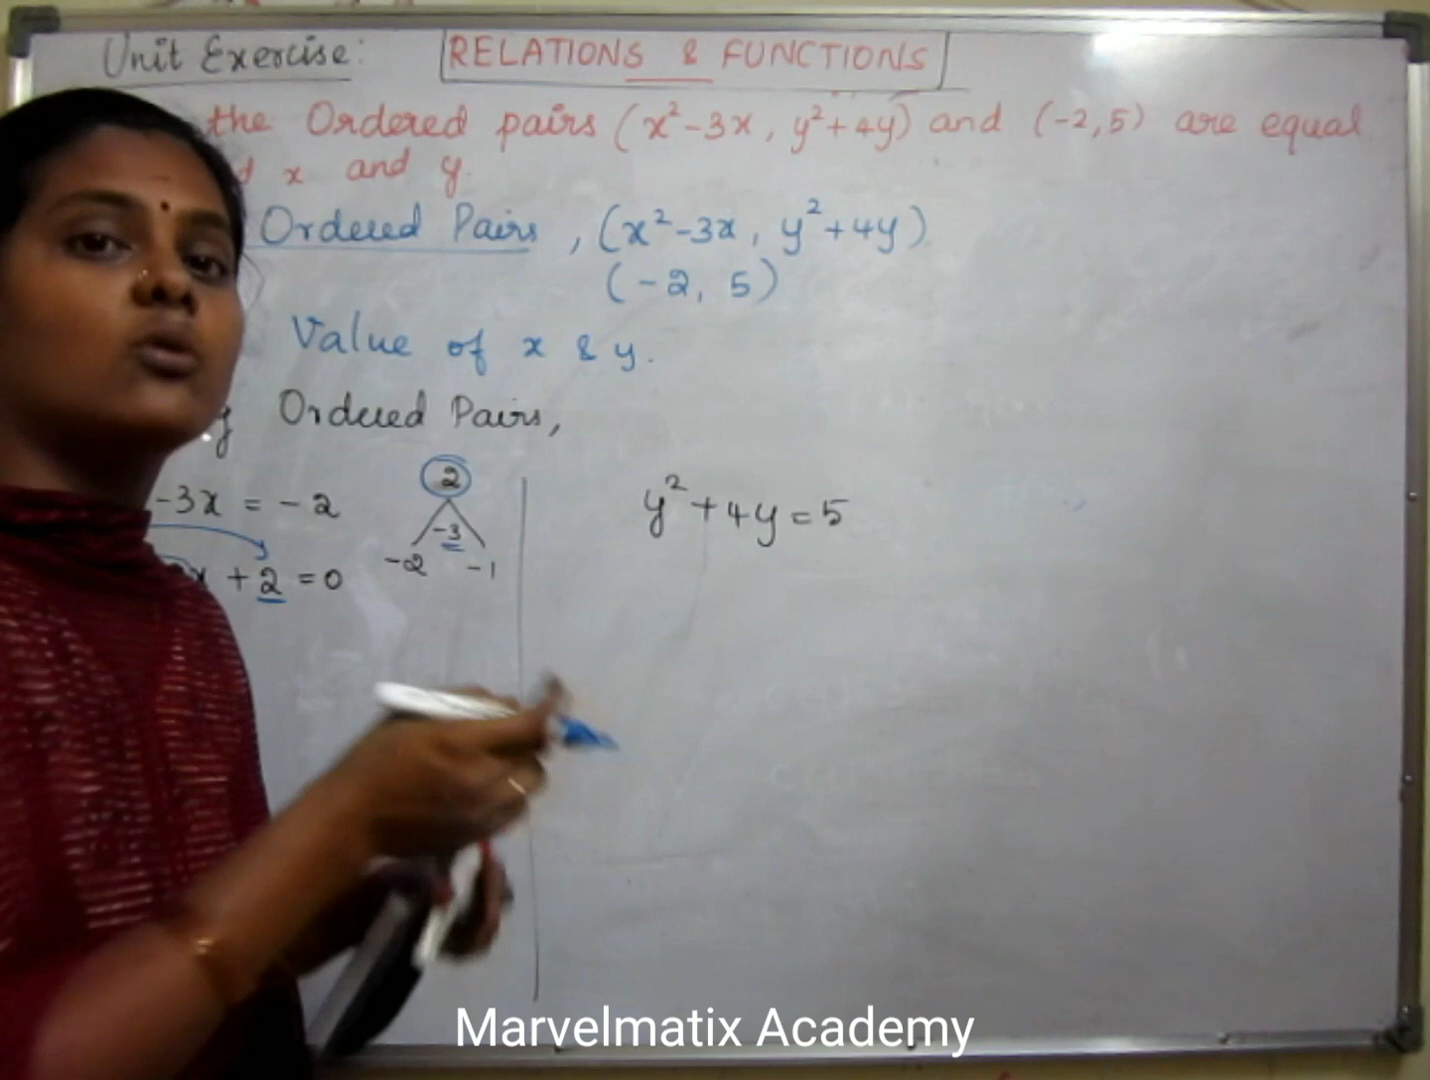 Unit Exercise: RELATIONS & FUNCTIONS
the Ordered pairs (x²-3x, y²+4y) and (-2,5) are equal
x and y.
Ordered Pairs, (x²-3x, y²+4y)
(-2, 5)
Value of x & y.
Ordered Pairs,
-3x = -2
2
-3
-2 -1
x + 2 = 0
y²+4y=5
Marvelmatix Academy